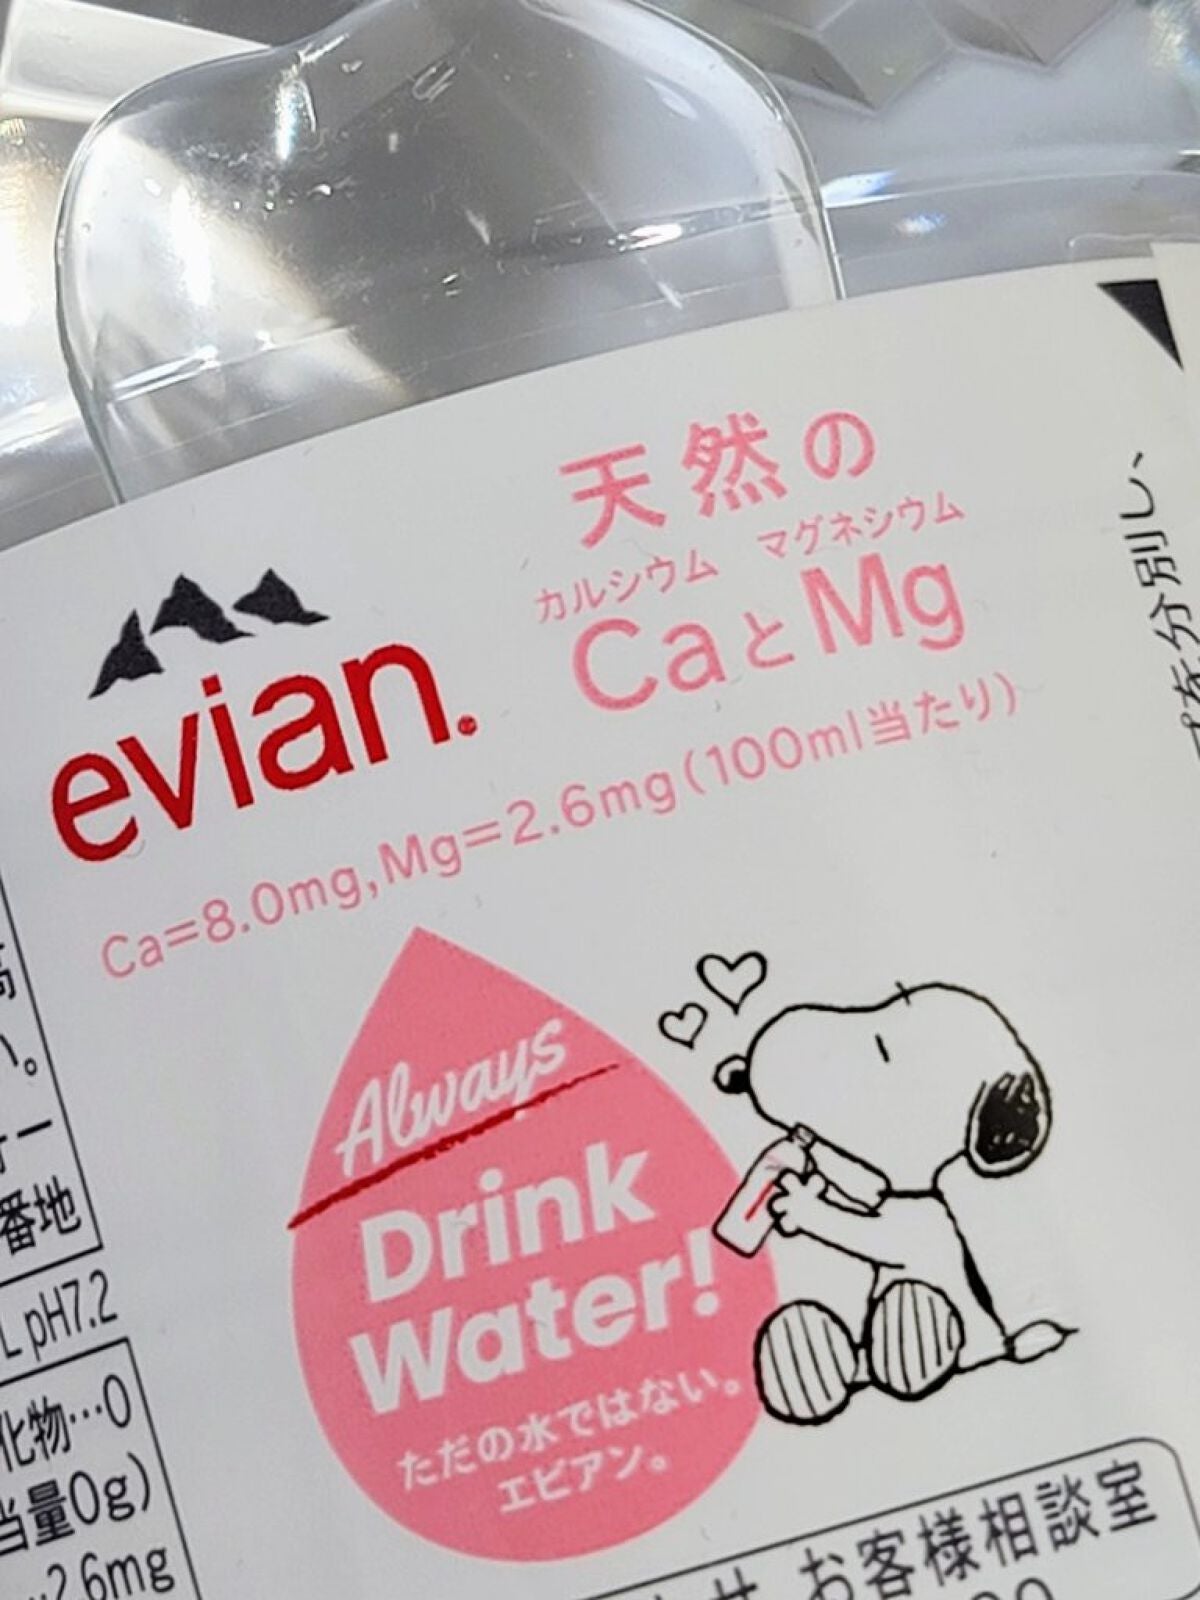 天然の
カルシウム マグネシウム
CaとMg
evian.
Ca=8.0mg,Mg=2.6mg(100ml当たり)
Always
Drink
Water!
ただの水ではない。
エビアン。
分別し、
高
い。
番地
pH7.2
化物…0
当量0g)
2.6mg
お客様相談室